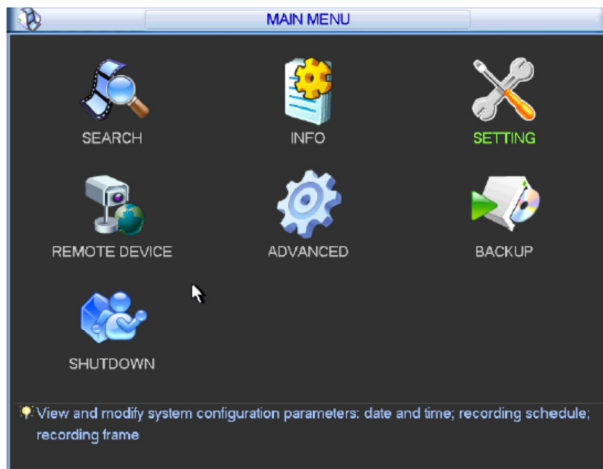 MAIN MENU
SEARCH
INFO
SETTING
REMOTE DEVICE
ADVANCED
BACKUP
SHUTDOWN
View and modify system configuration parameters: date and time; recording schedule;
recording frame